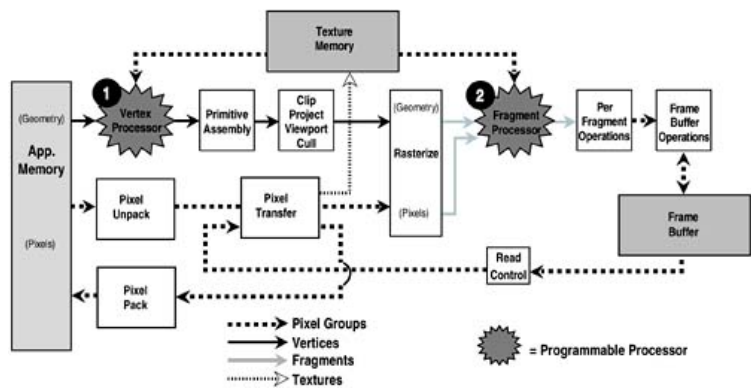 Texture
Memory
1
Vertex
Processor
2
Fragment
Processor
(Geometry)
App.
Memory
(Pixels)
Primitive
Assembly
Clip
Project
Viewport
Cull
(Geometry)
Rasterize
(Pixels)
Per
Fragment
Operations
Frame
Buffer
Operations
Pixel
Unpack
Pixel
Transfer
Frame
Buffer
Read
Control
Pixel
Pack
Pixel Groups
Vertices
Fragments
Textures
= Programmable Processor